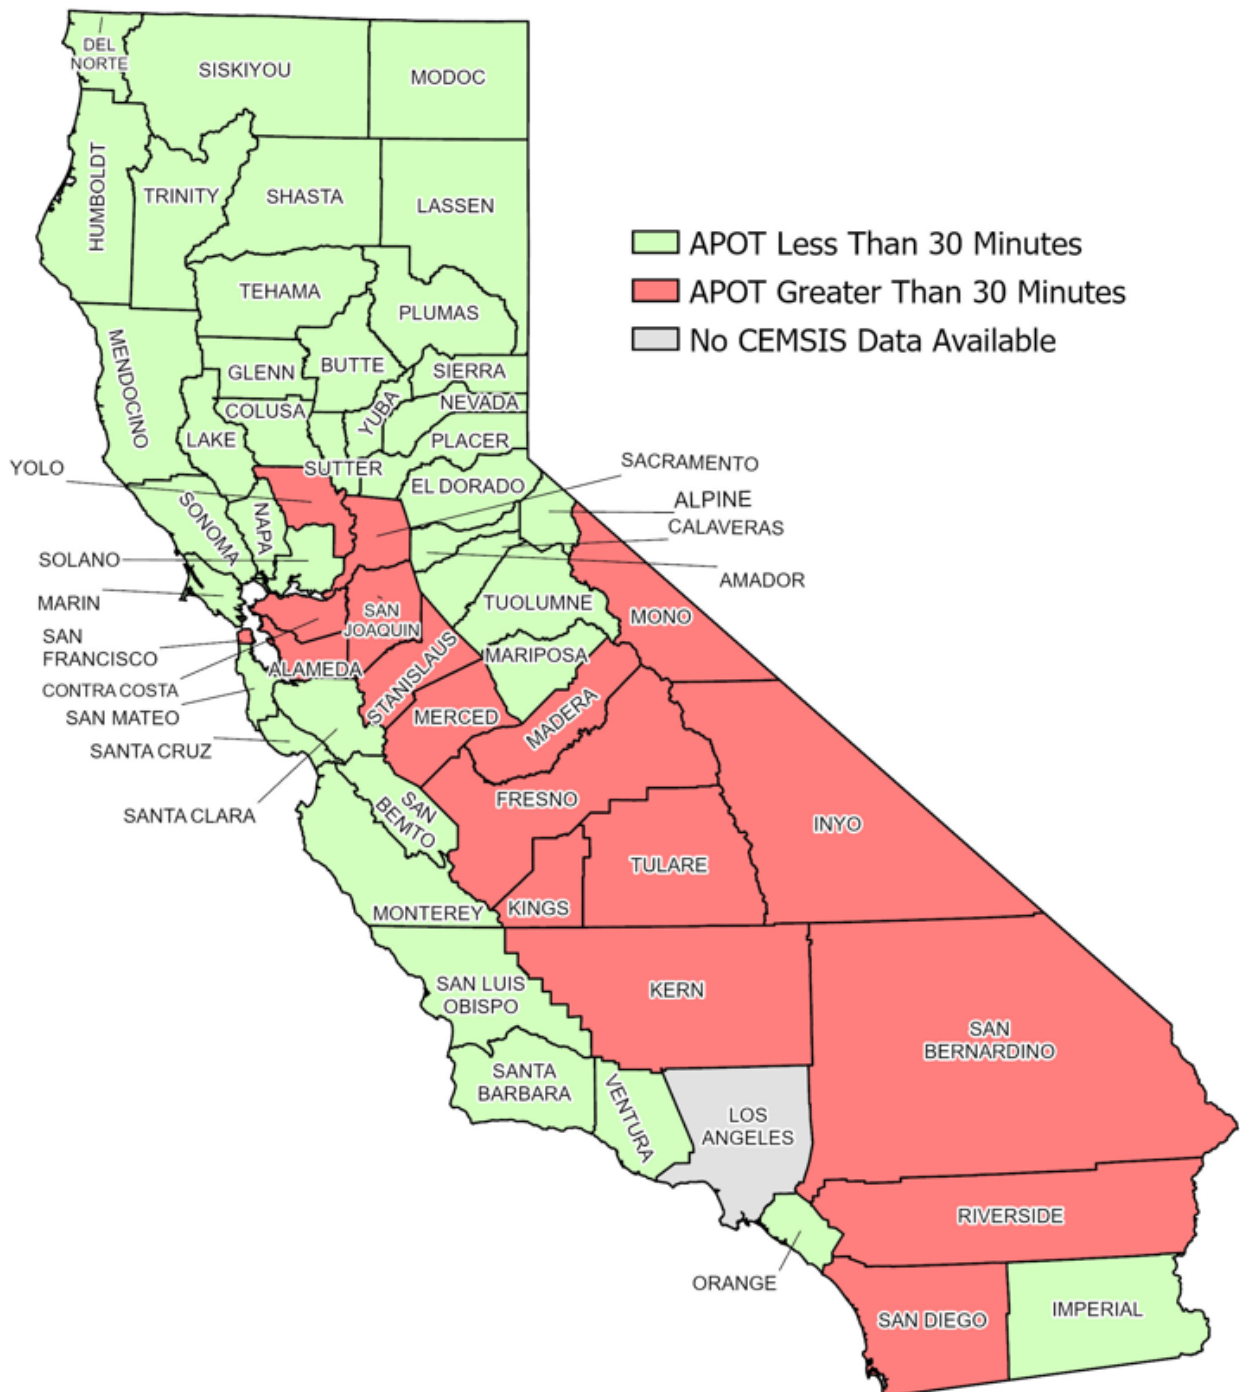 DEL
NORTE
SISKIYOU
MODOC
HUMBOLDT
TRINITY
SHASTA
LASSEN
APOT Less Than 30 Minutes
APOT Greater Than 30 Minutes
No CEMSIS Data Available
TEHAMA
PLUMAS
MENDOCINO
GLENN
BUTTE
SIERRA
NEVADA
YUBA
COLUSA
LAKE
PLACER
YOLO
SUTTER
SACRAMENTO
EL DORADO
ALPINE
SONOMA
NAPA
CALAVERAS
SOLANO
AMADOR
MARIN
TUOLUMNE
SAN
JOAQUIN
MONO
SAN
FRANCISCO
MARIPOSA
ALAMEDA
STANISLAUS
CONTRA COSTA
SAN MATEO
MERCED
MADERA
SANTA CRUZ
SANTA CLARA
SAN
BENITO
FRESNO
INYO
TULARE
MONTEREY
KINGS
SAN LUIS
OBISPO
KERN
SAN
BERNARDINO
SANTA
BARBARA
VENTURA
LOS
ANGELES
RIVERSIDE
ORANGE
SAN DIEGO
IMPERIAL